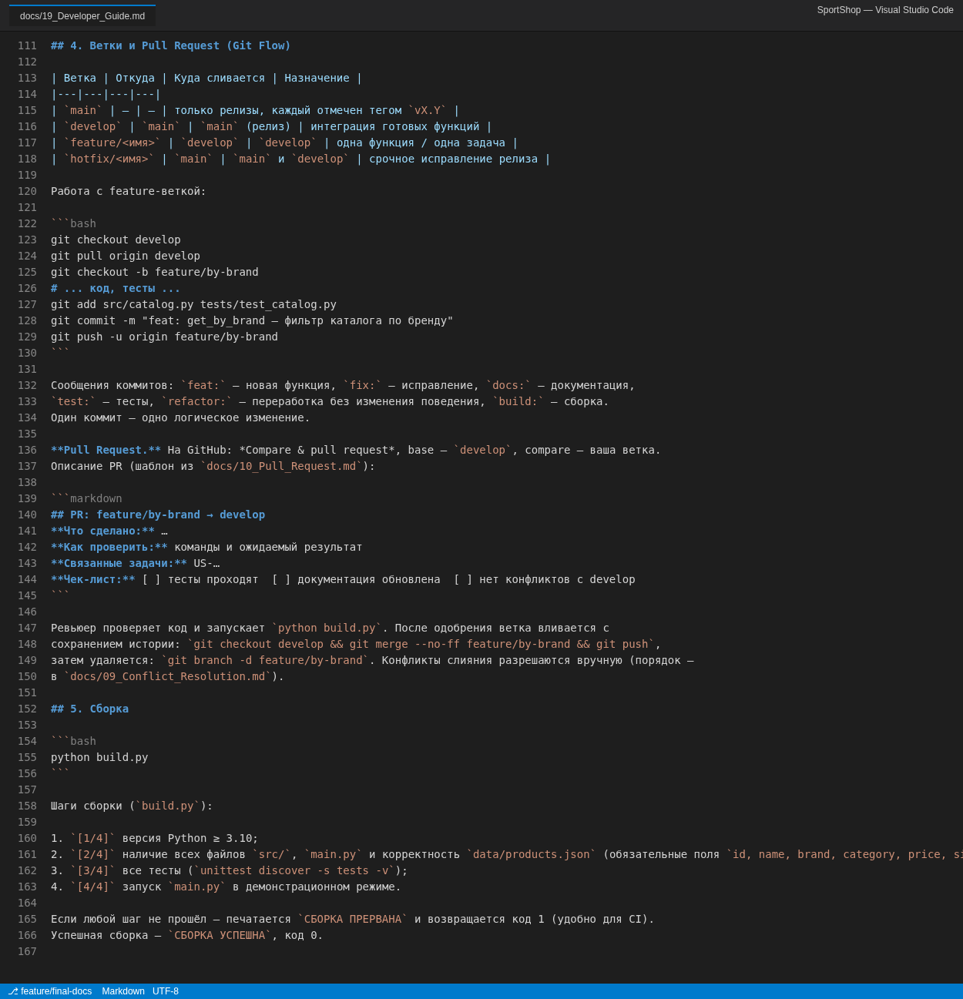 docs/19_Developer_Guide.md
SportShop — Visual Studio Code
111 ## 4. Ветки и Pull Request (Git Flow)
112
113 | Ветка | Откуда | Куда сливается | Назначение |
114 |---|---|---|---|
115 | `main` | — | — | только релизы, каждый отмечен тегом `vX.Y` |
116 | `develop` | `main` | `main` (релиз) | интеграция готовых функций |
117 | `feature/<имя>` | `develop` | `develop` | одна функция / одна задача |
118 | `hotfix/<имя>` | `main` | `main` и `develop` | срочное исправление релиза |
119
120 Работа с feature-веткой:
121
122 ```bash
123 git checkout develop
124 git pull origin develop
125 git checkout -b feature/by-brand
126 # ... код, тесты ...
127 git add src/catalog.py tests/test_catalog.py
128 git commit -m "feat: get_by_brand — фильтр каталога по бренду"
129 git push -u origin feature/by-brand
130 ```
131
132 Сообщения коммитов: `feat:` — новая функция, `fix:` — исправление, `docs:` — документация,
133 `test:` — тесты, `refactor:` — переработка без изменения поведения, `build:` — сборка.
134 Один коммит — одно логическое изменение.
135
136 **Pull Request.** На GitHub: *Compare & pull request*, base — `develop`, compare — ваша ветка.
137 Описание PR (шаблон из `docs/10_Pull_Request.md`):
138
139 ```markdown
140 ## PR: feature/by-brand → develop
141 **Что сделано:** …
142 **Как проверить:** команды и ожидаемый результат
143 **Связанные задачи:** US-…
144 **Чек-лист:** [ ] тесты проходят  [ ] документация обновлена  [ ] нет конфликтов с develop
145 ```
146
147 Ревьюер проверяет код и запускает `python build.py`. После одобрения ветка вливается с
148 сохранением истории: `git checkout develop && git merge --no-ff feature/by-brand && git push`,
149 затем удаляется: `git branch -d feature/by-brand`. Конфликты слияния разрешаются вручную (порядок —
150 в `docs/09_Conflict_Resolution.md`).
151
152 ## 5. Сборка
153
154 ```bash
155 python build.py
156 ```
157
158 Шаги сборки (`build.py`):
159
160 1. `[1/4]` версия Python ≥ 3.10;
161 2. `[2/4]` наличие всех файлов `src/`, `main.py` и корректность `data/products.json` (обязательные поля `id, name, brand, category, price,
162 3. `[3/4]` все тесты (`unittest discover -s tests -v`);
163 4. `[4/4]` запуск `main.py` в демонстрационном режиме.
164
165 Если любой шаг не прошёл — печатается `СБОРКА ПРЕРВАНА` и возвращается код 1 (удобно для CI).
166 Успешная сборка — `СБОРКА УСПЕШНА`, код 0.
167
feature/final-docs Markdown UTF-8